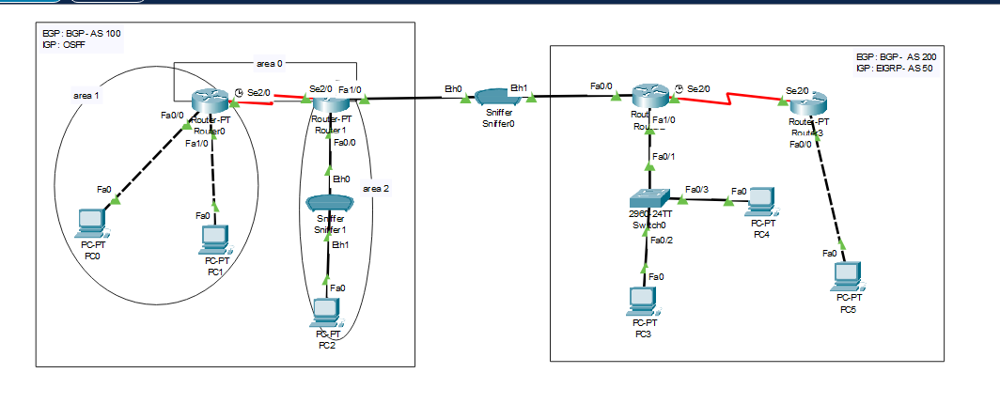 EGP : BGP - AS 100
IGP : OSPF
area 0
area 1
Se2/0
Se2/0
Fa1/0
Fa0/0
Router-PT
Router0
Fa1/0
Router-PT
Router1
Fa0/0
Fa0
PC-PT
PC0
Fa0
PC-PT
PC1
Eth0
area 2
Sniffer
Sniffer1
Eth1
Fa0
PC-PT
PC2
Eth0
Eth1
Sniffer
Sniffer0
EGP : BGP - AS 200
IGP : EIGRP - AS 50
Fa0/0
Se2/0
Fa1/0
Se2/0
Router-PT
Router3
Fa0/0
Fa0/1
2960-24TT
Switch0
Fa0/3
Fa0
PC-PT
PC4
Fa0/2
Fa0
PC-PT
PC3
Fa0
PC-PT
PC5